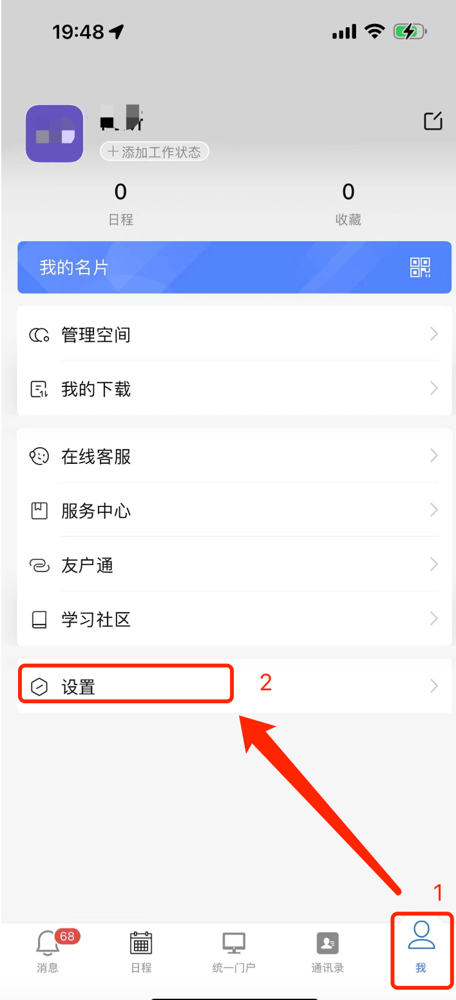 19:48
+ 添加工作状态
0
0
日程
收藏
我的名片
管理空间
我的下载
在线客服
服务中心
友户通
学习社区
设置
2
1
68
消息
日程
统一门户
通讯录
我